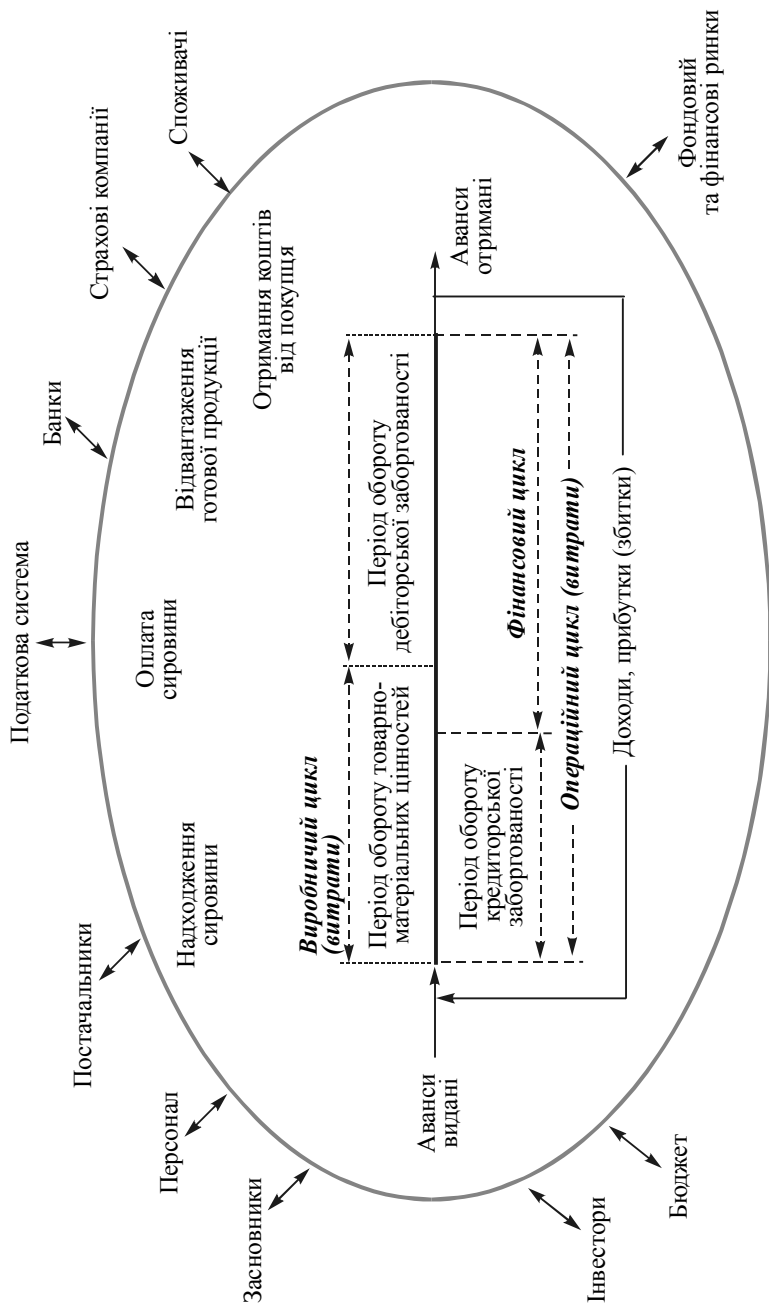 Податкова система
Банки
Страхові компанії
Споживачі
Постачальники
Персонал
Засновники
Надходження
сировини
Оплата
сировини
Відвантаження
готової продукції
Отримання коштів
від покупця
Виробничий цикл
(витрати)
Період обороту товарно-
матеріальних цінностей
Період обороту
дебіторської заборгованості
Аванси
видані
Аванси
отримані
Період обороту
кредиторської
заборгованості
Фінансовий цикл
Операційний цикл (витрати)
Доходи, прибутки (збитки)
Інвестори
Бюджет
Фондовий
та фінансові ринки